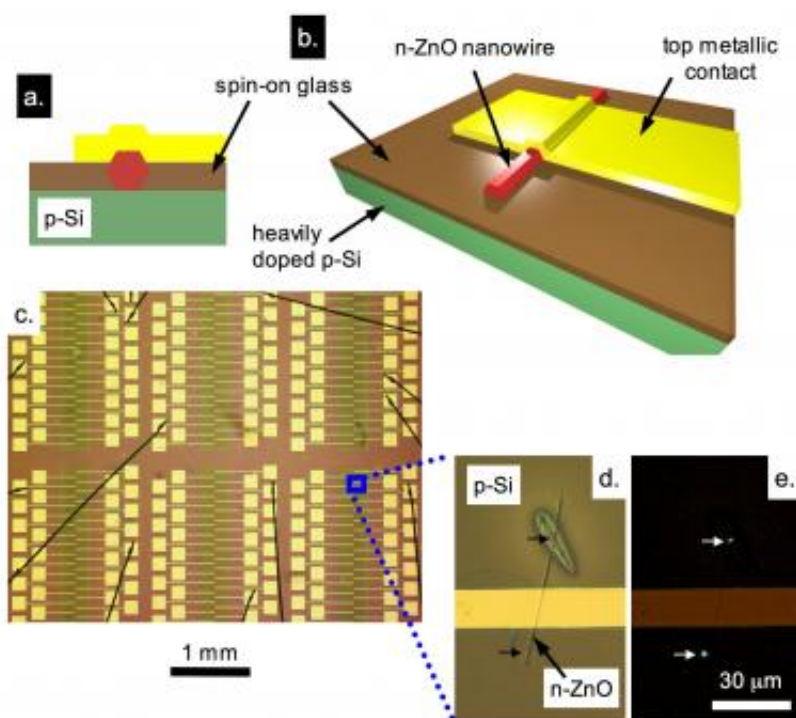 b.
n-ZnO nanowire
top metallic
contact
spin-on glass
a.
p-Si
heavily
doped p-Si
c.
p-Si
d.
e.
n-ZnO
1 mm
30 μm